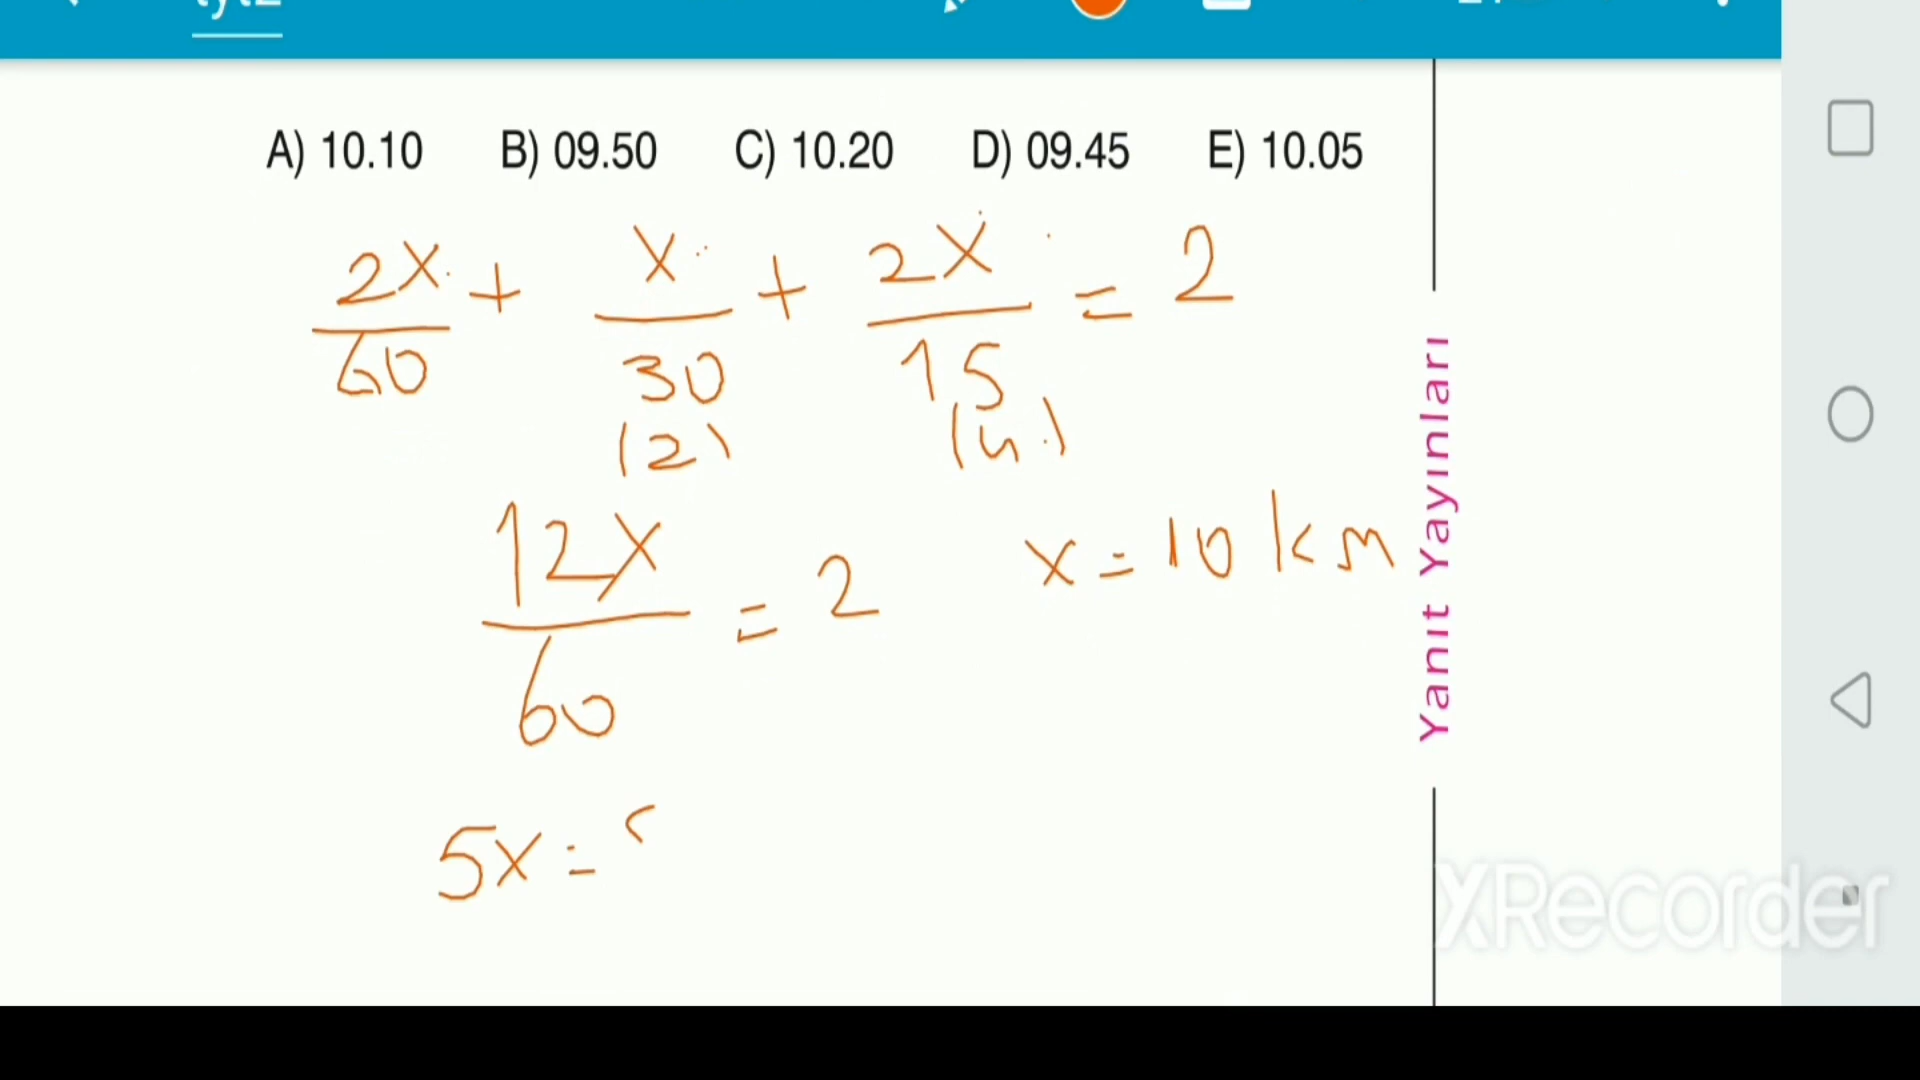 tyt2
A) 10.10 B) 09.50 C) 10.20 D) 09.45 E) 10.05
2x/60 + x/30 + 2x/15 = 2
(2) (4)
12x/60 = 2
x = 10 km
5x =
Yanıt Yayınları
XRecorder